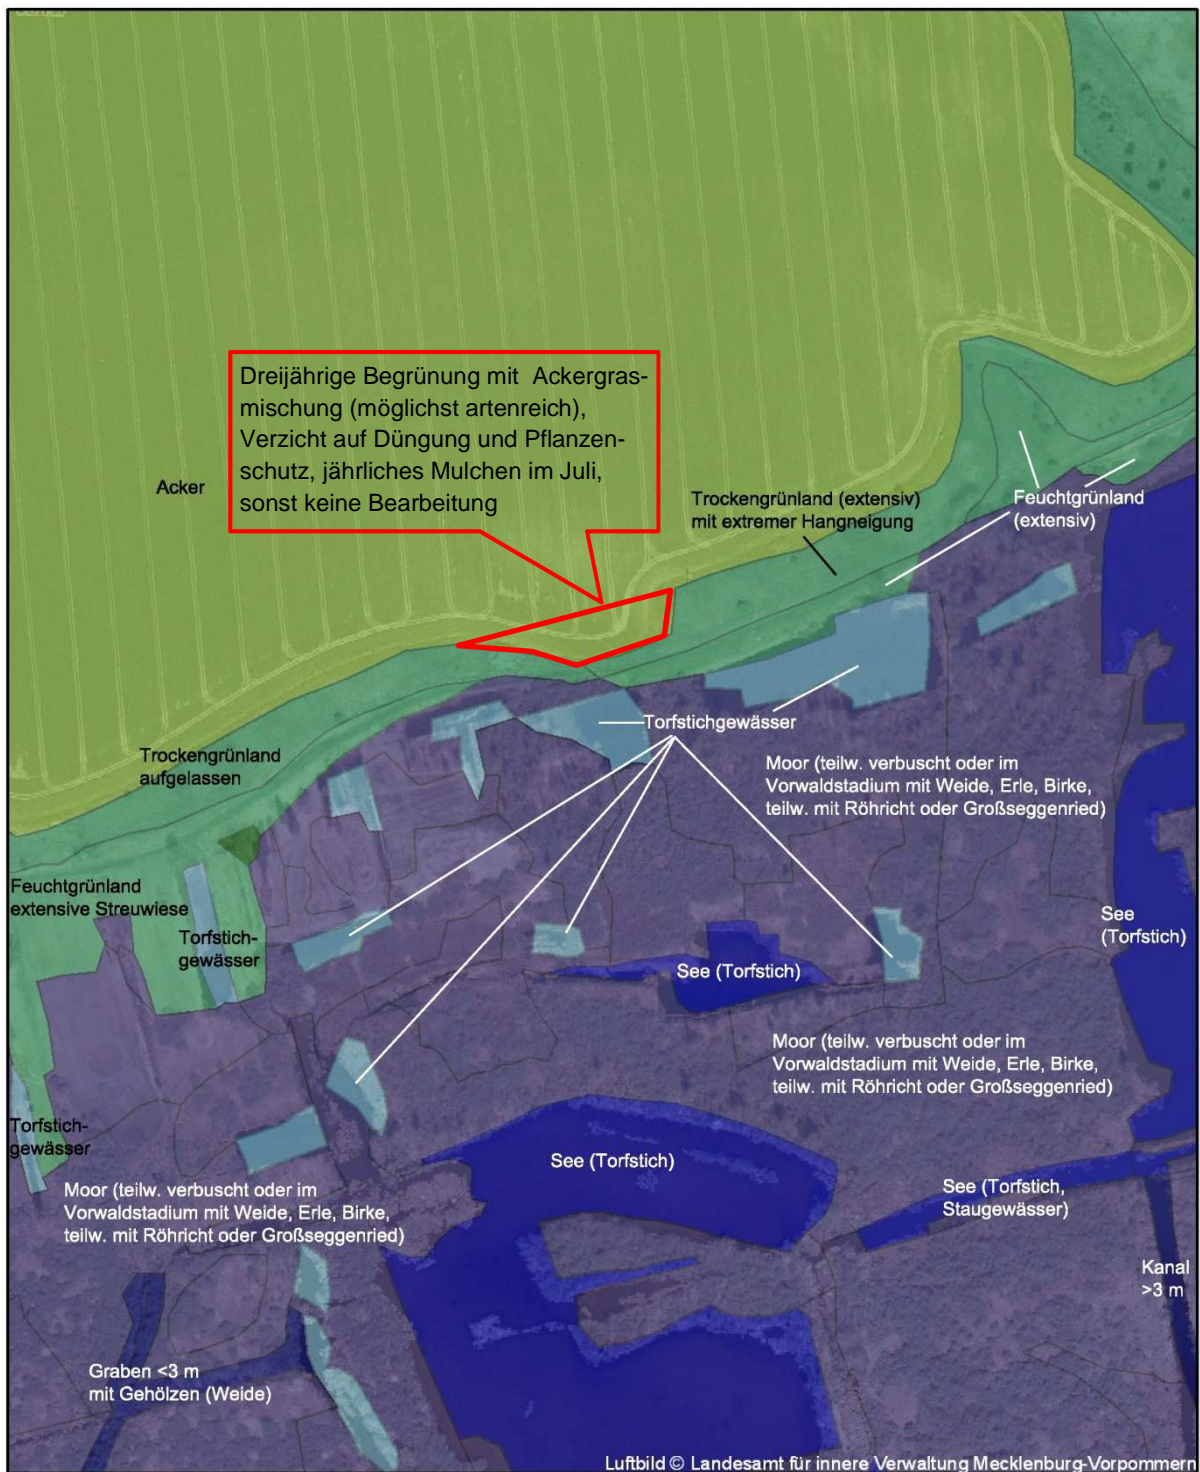 Dreijährige Begrünung mit Ackergras-
mischung (möglichst artenreich),
Verzicht auf Düngung und Pflanzen-
schutz, jährliches Mulchen im Juli,
sonst keine Bearbeitung
Acker
Trockengrünland (extensiv)
mit extremer Hangneigung
Feuchtgrünland
(extensiv)
Torfstichgewässer
Trockengrünland
aufgelassen
Moor (teilw. verbuscht oder im
Vorwaldstadium mit Weide, Erle, Birke,
teilw. mit Röhricht oder Großseggenried)
Feuchtgrünland
extensive Streuwiese
Torfstich-
gewässer
See
(Torfstich)
See (Torfstich)
Moor (teilw. verbuscht oder im
Vorwaldstadium mit Weide, Erle, Birke,
teilw. mit Röhricht oder Großseggenried)
Torfstich-
gewässer
See (Torfstich)
Moor (teilw. verbuscht oder im
Vorwaldstadium mit Weide, Erle, Birke,
teilw. mit Röhricht oder Großseggenried)
See (Torfstich,
Staugewässer)
Kanal
>3 m
Graben <3 m
mit Gehölzen (Weide)
Luftbild © Landesamt für innere Verwaltung Mecklenburg-Vorpommern